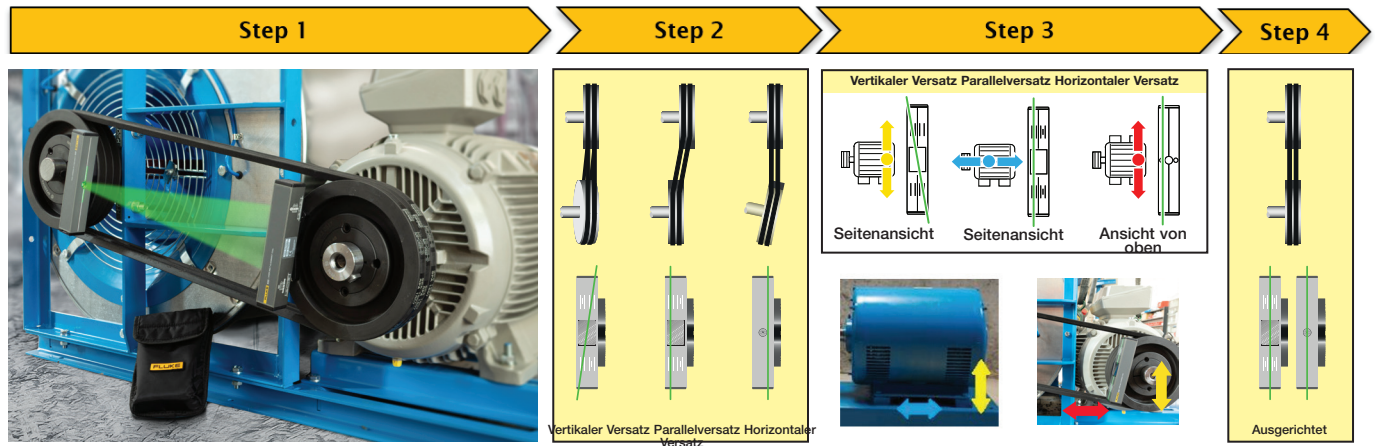 Step 1
Step 2
Step 3
Step 4
FLUKE
Vertikaler Versatz Parallelversatz Horizontaler
Versatz
Vertikaler Versatz Parallelversatz Horizontaler Versatz
Seitenansicht
Seitenansicht
Ansicht von
oben
Ausgerichtet